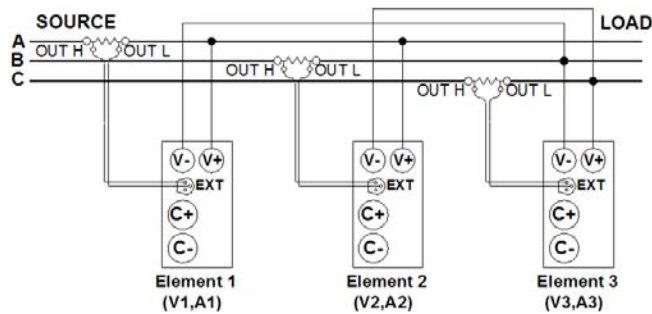 SOURCE LOAD
A
OUT H OUT L
B
OUT H OUT L
C
OUT H OUT L
V- V+ V- V+ V- V+
EXT EXT EXT
C+ C+ C+
C- C- C-
Element 1 Element 2 Element 3
(V1,A1) (V2,A2) (V3,A3)